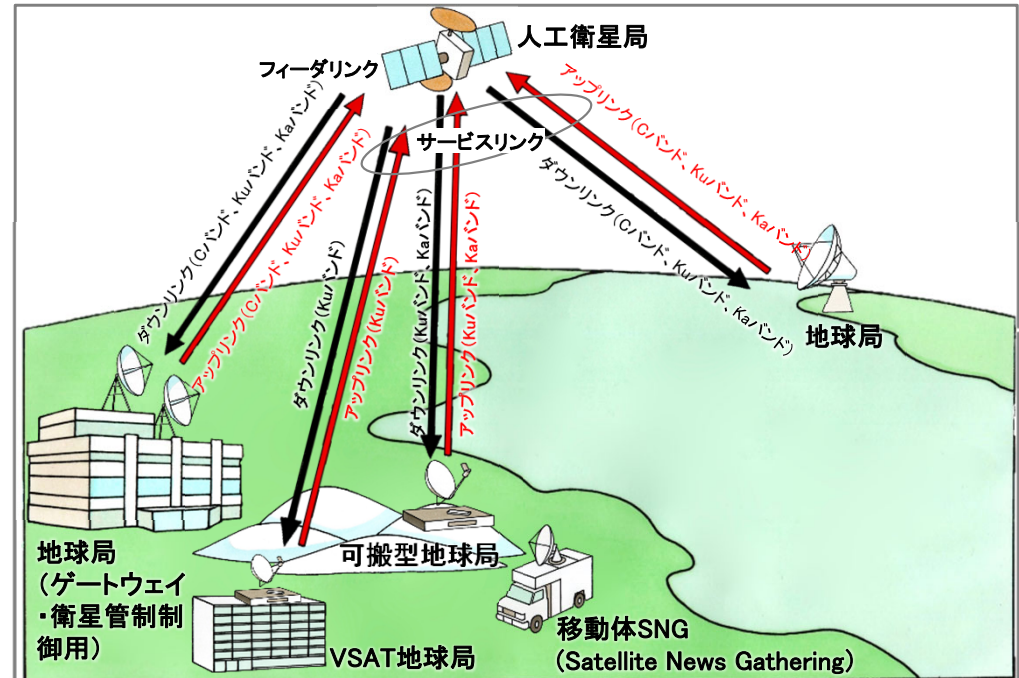 人工衛星局
フィーダリンク
サービスリンク
ダウンリンク(Cバンド、Kuバンド、Kaバンド)
アップリンク(Cバンド、Kuバンド、Kaバンド)
ダウンリンク(Kuバンド)
アップリンク(Kuバンド)
ダウンリンク(Kuバンド、Kaバンド)
アップリンク(Kuバンド、Kaバンド)
アップリンク(Cバンド、Kuバンド、Kaバンド)
ダウンリンク(Cバンド、Kuバンド、Kaバンド)
地球局
地球局
(ゲートウェイ
・衛星管制制
御用)
可搬型地球局
VSAT地球局
移動体SNG
(Satellite News Gathering)